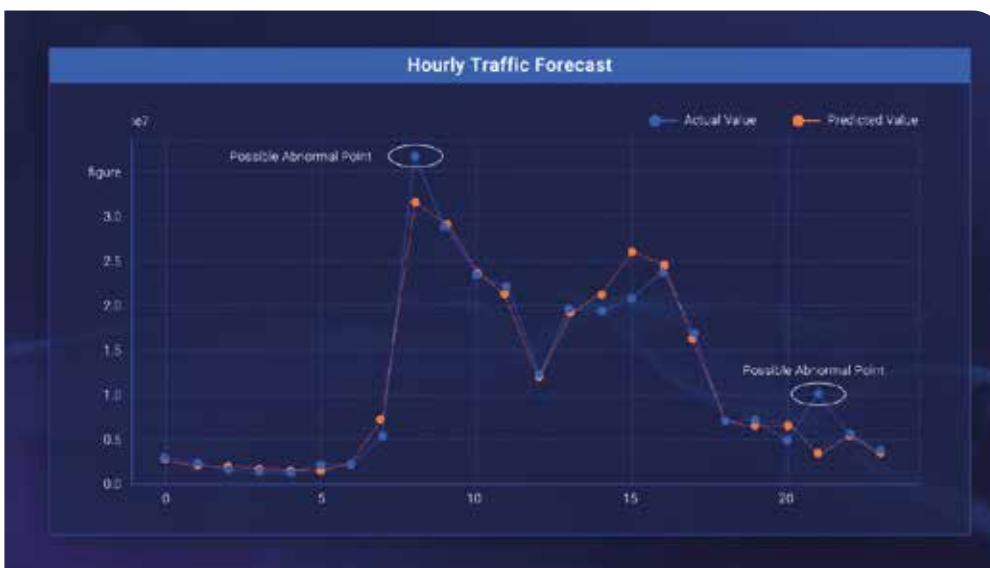 Hourly Traffic Forecast
1e7
Actual Value
Predicted Value
Possible Abnormal Point
figure
3.0
2.5
2.0
1.5
1.0
0.5
0.0
Possible Abnormal Point
0
5
10
15
20